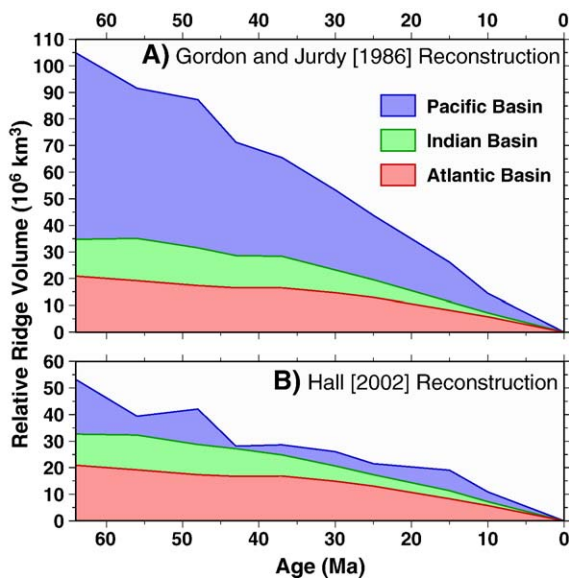 60 50 40 30 20 10 0
110
100
90
80
70
60
50
40
30
20
10
0
A) Gordon and Jurdy [1986] Reconstruction
Pacific Basin
Indian Basin
Atlantic Basin
Relative Ridge Volume (10⁶ km³)
60
50
40
30
20
10
0
B) Hall [2002] Reconstruction
60 50 40 30 20 10 0
Age (Ma)